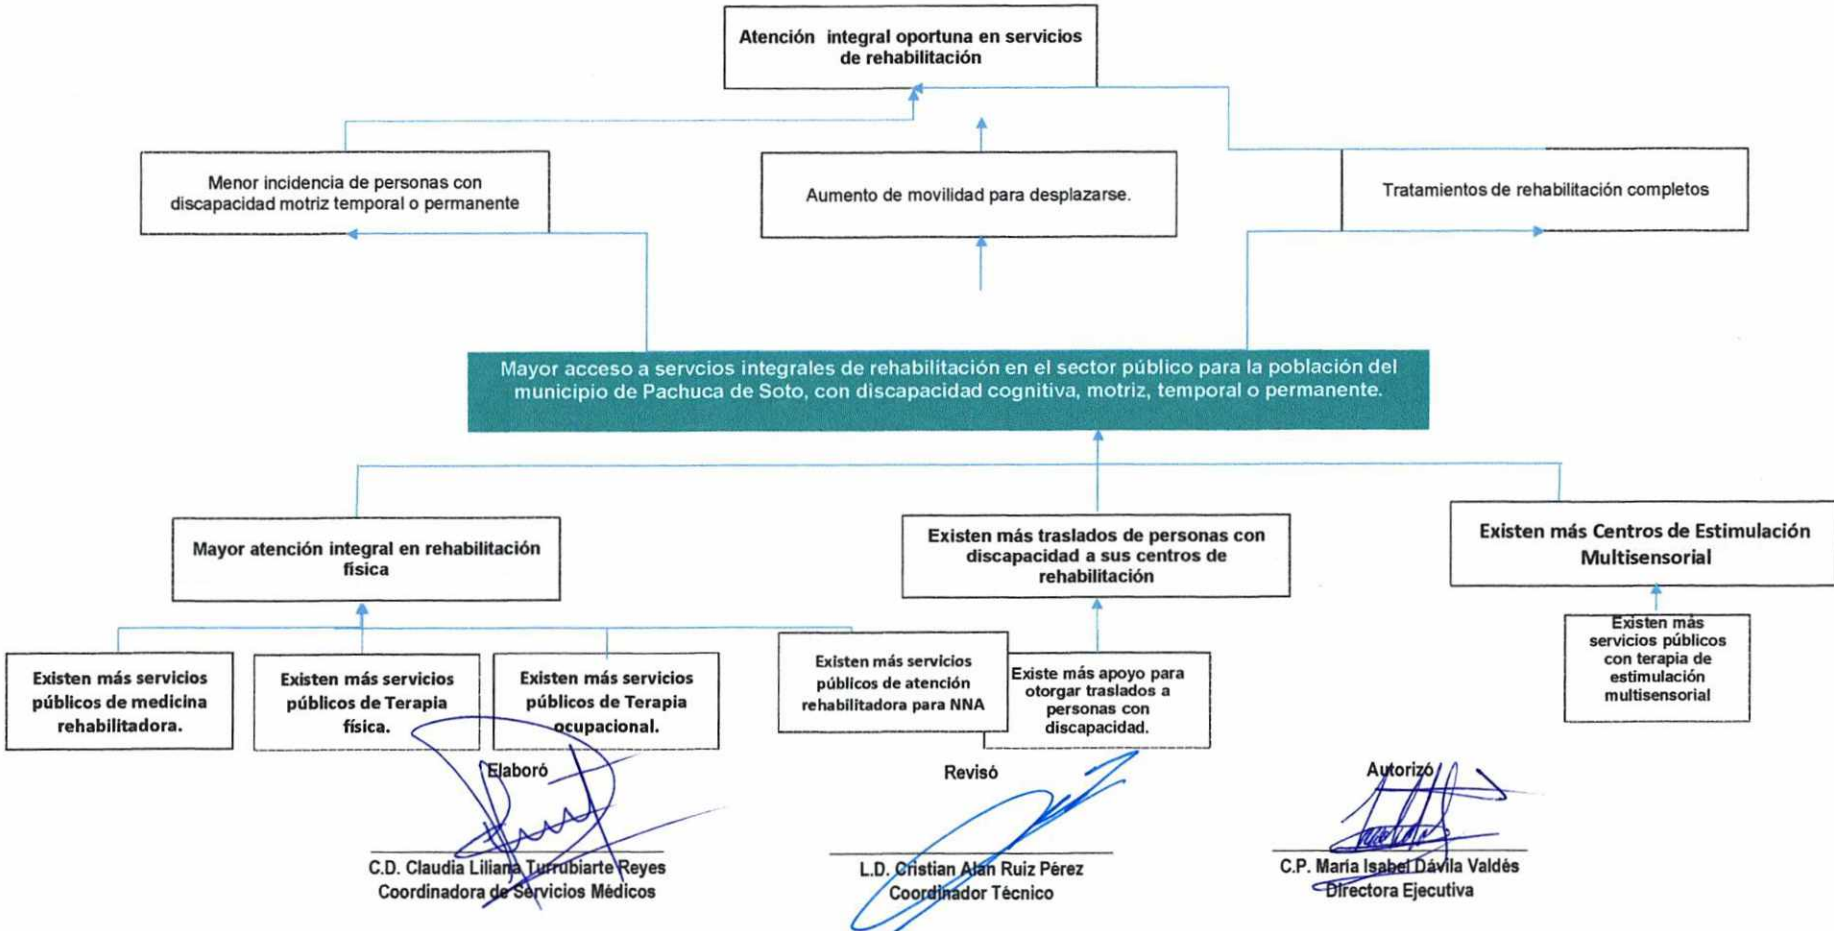 Atención integral oportuna en servicios
de rehabilitación
Menor incidencia de personas con
discapacidad motriz temporal o permanente
Aumento de movilidad para desplazarse.
Tratamientos de rehabilitación completos
Mayor acceso a servcios integrales de rehabilitación en el sector público para la población del
municipio de Pachuca de Soto, con discapacidad cognitiva, motriz, temporal o permanente.
Mayor atención integral en rehabilitación
física
Existen más traslados de personas con
discapacidad a sus centros de
rehabilitación
Existen más Centros de Estimulación
Multisensorial
Existen más servicios
públicos de medicina
rehabilitadora.
Existen más servicios
públicos de Terapia
física.
Existen más servicios
públicos de Terapia
ocupacional.
Existen más servicios
públicos de atención
rehabilitadora para NNA
Existe más apoyo para
otorgar traslados a
personas con
discapacidad.
Existen más
servicios públicos
con terapia de
estimulación
multisensorial
Elaboró
C.D. Claudia Liliana Turrubiarte Reyes
Coordinadora de Servicios Médicos
Revisó
L.D. Cristian Alan Ruiz Pérez
Coordinador Técnico
Autorizó
C.P. María Isabel Dávila Valdés
Directora Ejecutiva